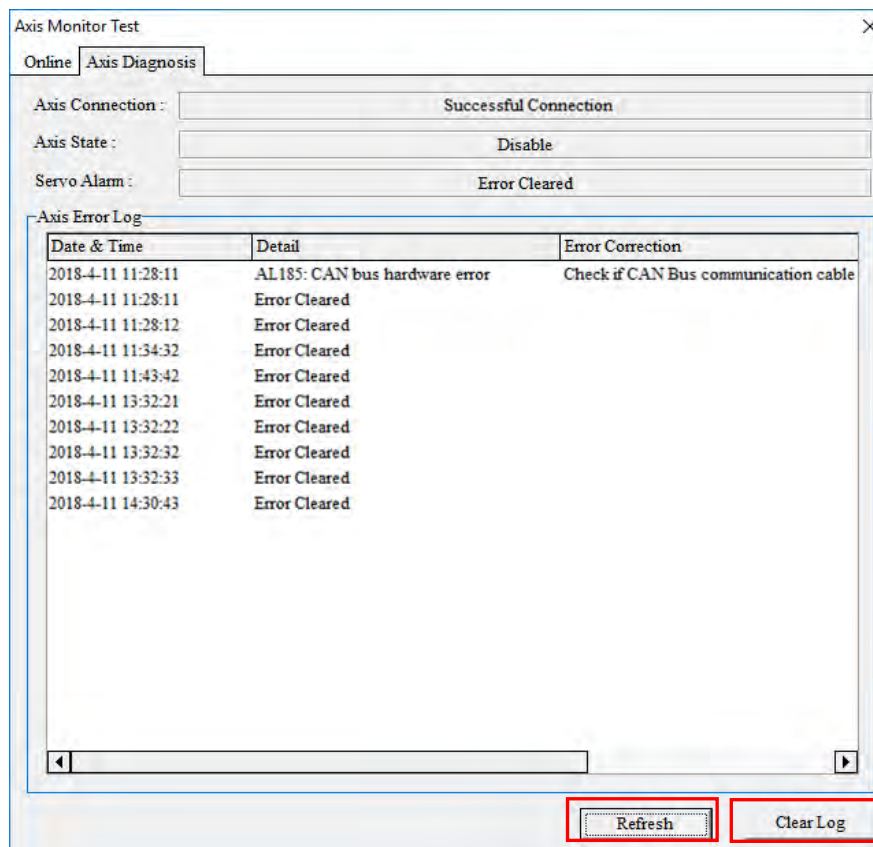 Axis Monitor Test
Online Axis Diagnosis
Axis Connection : Successful Connection
Axis State : Disable
Servo Alarm : Error Cleared
Axis Error Log
Date & Time Detail Error Correction
2018-4-11 11:28:11 AL185: CAN bus hardware error Check if CAN Bus communication cable
2018-4-11 11:28:11 Error Cleared
2018-4-11 11:28:12 Error Cleared
2018-4-11 11:34:32 Error Cleared
2018-4-11 11:43:42 Error Cleared
2018-4-11 13:32:21 Error Cleared
2018-4-11 13:32:22 Error Cleared
2018-4-11 13:32:32 Error Cleared
2018-4-11 13:32:33 Error Cleared
2018-4-11 14:30:43 Error Cleared
Refresh Clear Log